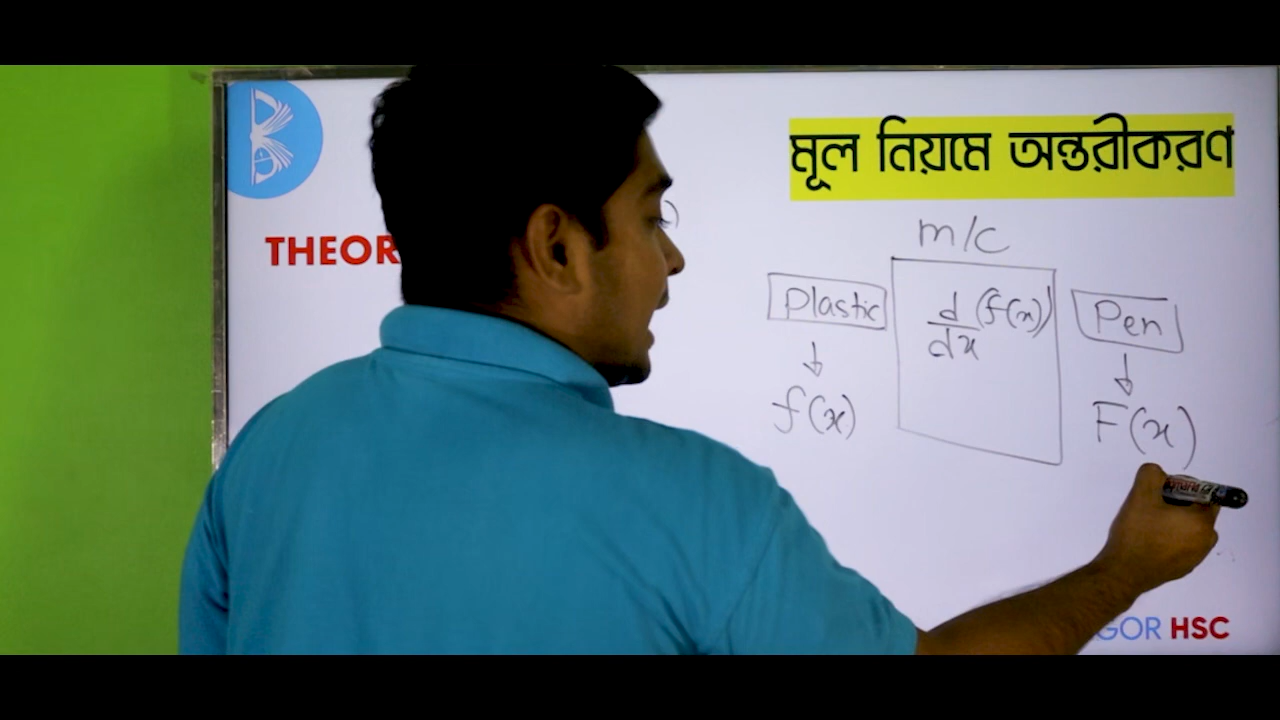 মূল নিয়মে অন্তরীকরণ
THEOR
m/c
Plastic
d/dx (f(x))
Pen
f(x)
F(x)
GOR HSC